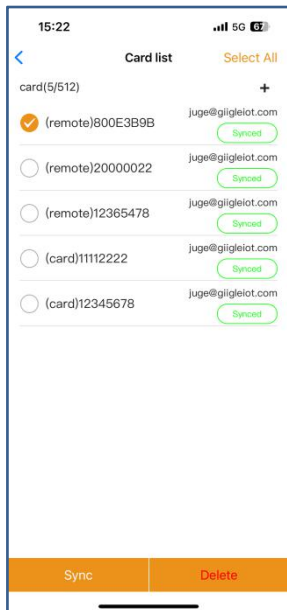 15:22 5G 67
Card list Select All
card(5/512) +
(remote)800E3B9B juge@giigleiot.com
Synced
(remote)20000022 juge@giigleiot.com
Synced
(remote)12365478 juge@giigleiot.com
Synced
(card)11112222 juge@giigleiot.com
Synced
(card)12345678 juge@giigleiot.com
Synced
Sync Delete